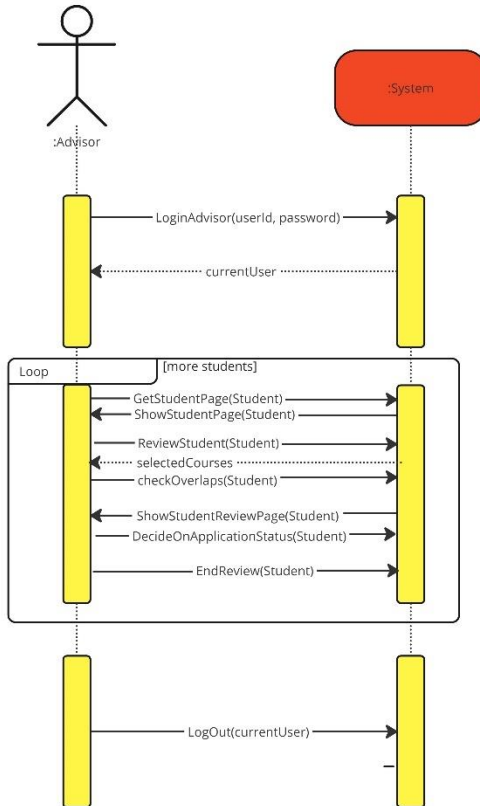 :System
:Advisor
LoginAdvisor(userId, password)
currentUser
Loop
[more students]
GetStudentPage(Student)
ShowStudentPage(Student)
ReviewStudent(Student)
selectedCourses
checkOverlaps(Student)
ShowStudentReviewPage(Student)
DecideOnApplicationStatus(Student)
EndReview(Student)
LogOut(currentUser)